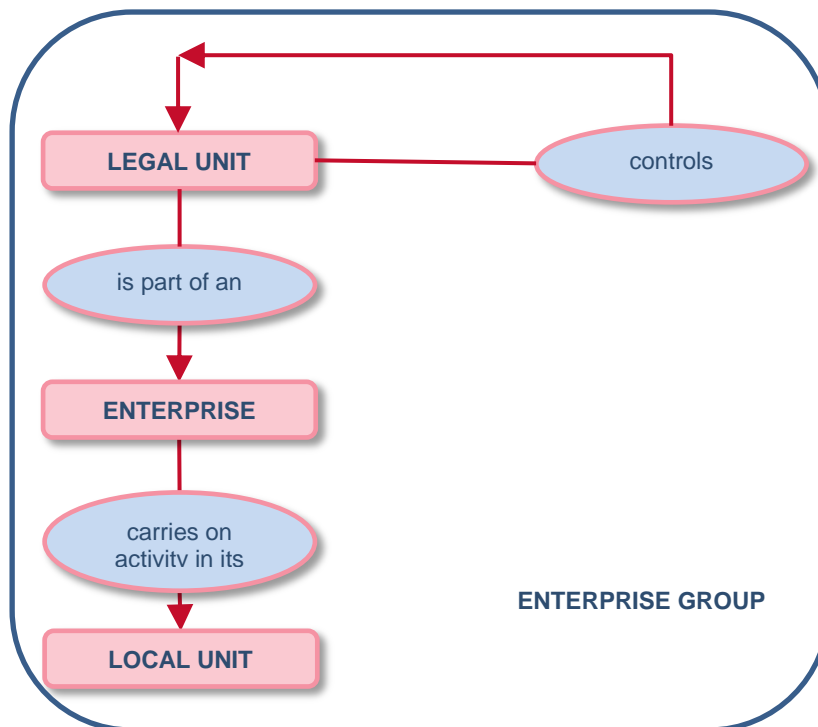 LEGAL UNIT
controls
is part of an
ENTERPRISE
carries on
activity in its
ENTERPRISE GROUP
LOCAL UNIT